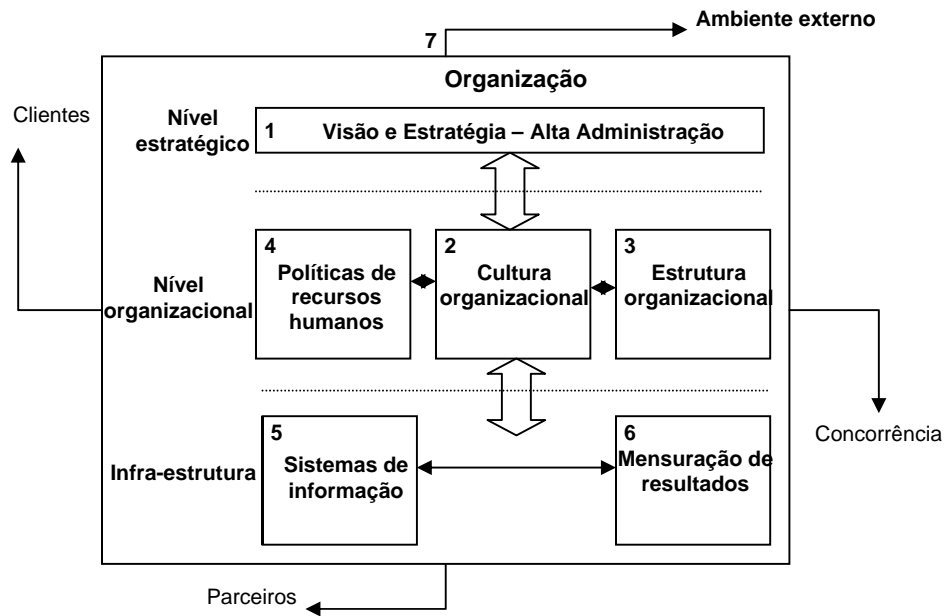 Ambiente externo
7
Organização
Clientes
Nível
estratégico
1
Visão e Estratégia – Alta Administração
Nível
organizacional
4
Políticas de
recursos
humanos
2
Cultura
organizacional
3
Estrutura
organizacional
Infra-estrutura
5
Sistemas de
informação
6
Mensuração de
resultados
Concorrência
Parceiros